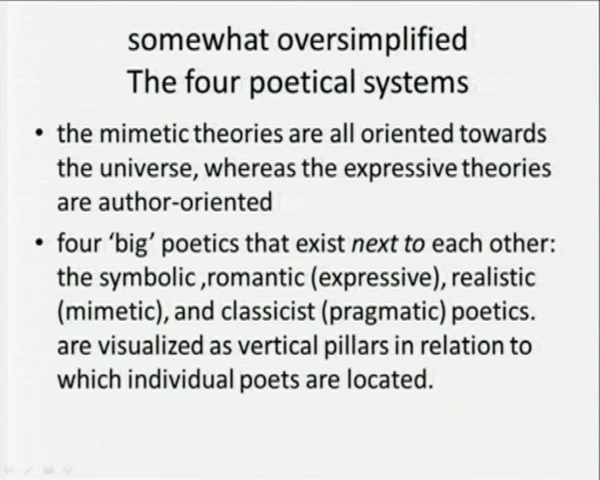 somewhat oversimplified
The four poetical systems
• the mimetic theories are all oriented towards
the universe, whereas the expressive theories
are author-oriented
• four ‘big’ poetics that exist next to each other:
the symbolic ,romantic (expressive), realistic
(mimetic), and classicist (pragmatic) poetics.
are visualized as vertical pillars in relation to
which individual poets are located.